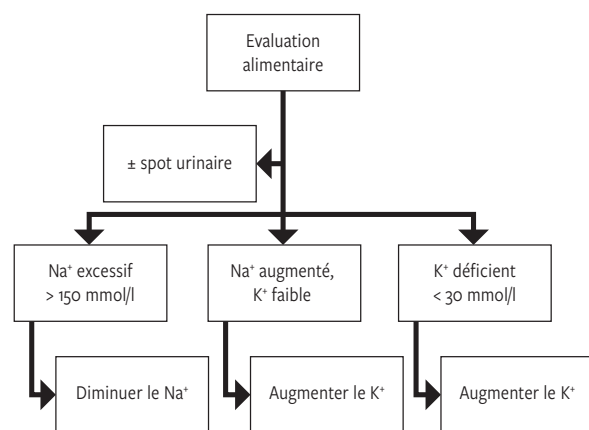 Evaluation
alimentaire
± spot urinaire
Na⁺ excessif
> 150 mmol/l
Na⁺ augmenté,
K⁺ faible
K⁺ déficient
< 30 mmol/l
Diminuer le Na⁺
Augmenter le K⁺
Augmenter le K⁺